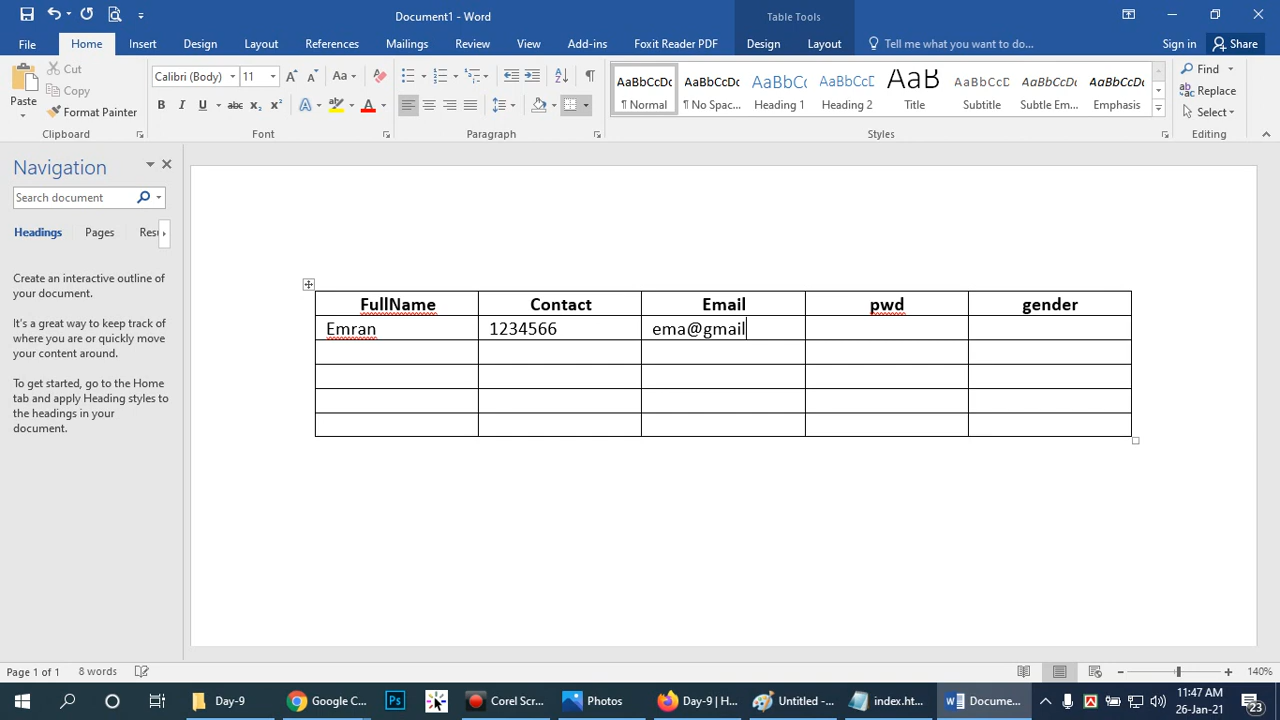 Document1 - Word
Table Tools
File
Home
Insert
Design
Layout
References
Mailings
Review
View
Add-ins
Foxit Reader PDF
Design
Layout
Tell me what you want to do...
Sign in
Share
Paste
Cut
Copy
Format Painter
Clipboard
Calibri (Body)
11
Font
Paragraph
AaBbCcDc
¶ Normal
AaBbCcDc
¶ No Spac...
AaBbCc
Heading 1
AaBbCcC
Heading 2
AaB
Title
AaBbCcD
Subtitle
AaBbCcDc
Subtle Em...
AaBbCcDc
Emphasis
Styles
Find
Replace
Select
Editing
Navigation
Search document
Headings
Pages
Resu
Create an interactive outline of
your document.
It's a great way to keep track of
where you are or quickly move
your content around.
To get started, go to the Home
tab and apply Heading styles to
the headings in your
document.
FullName Contact Email pwd gender
Emran 1234566 ema@gmail
Page 1 of 1
8 words
140%
Day-9
Google C...
Ps
Corel Scr...
Photos
Day-9 | H...
Untitled -...
index.ht...
Docume...
11:47 AM
26-Jan-21
23